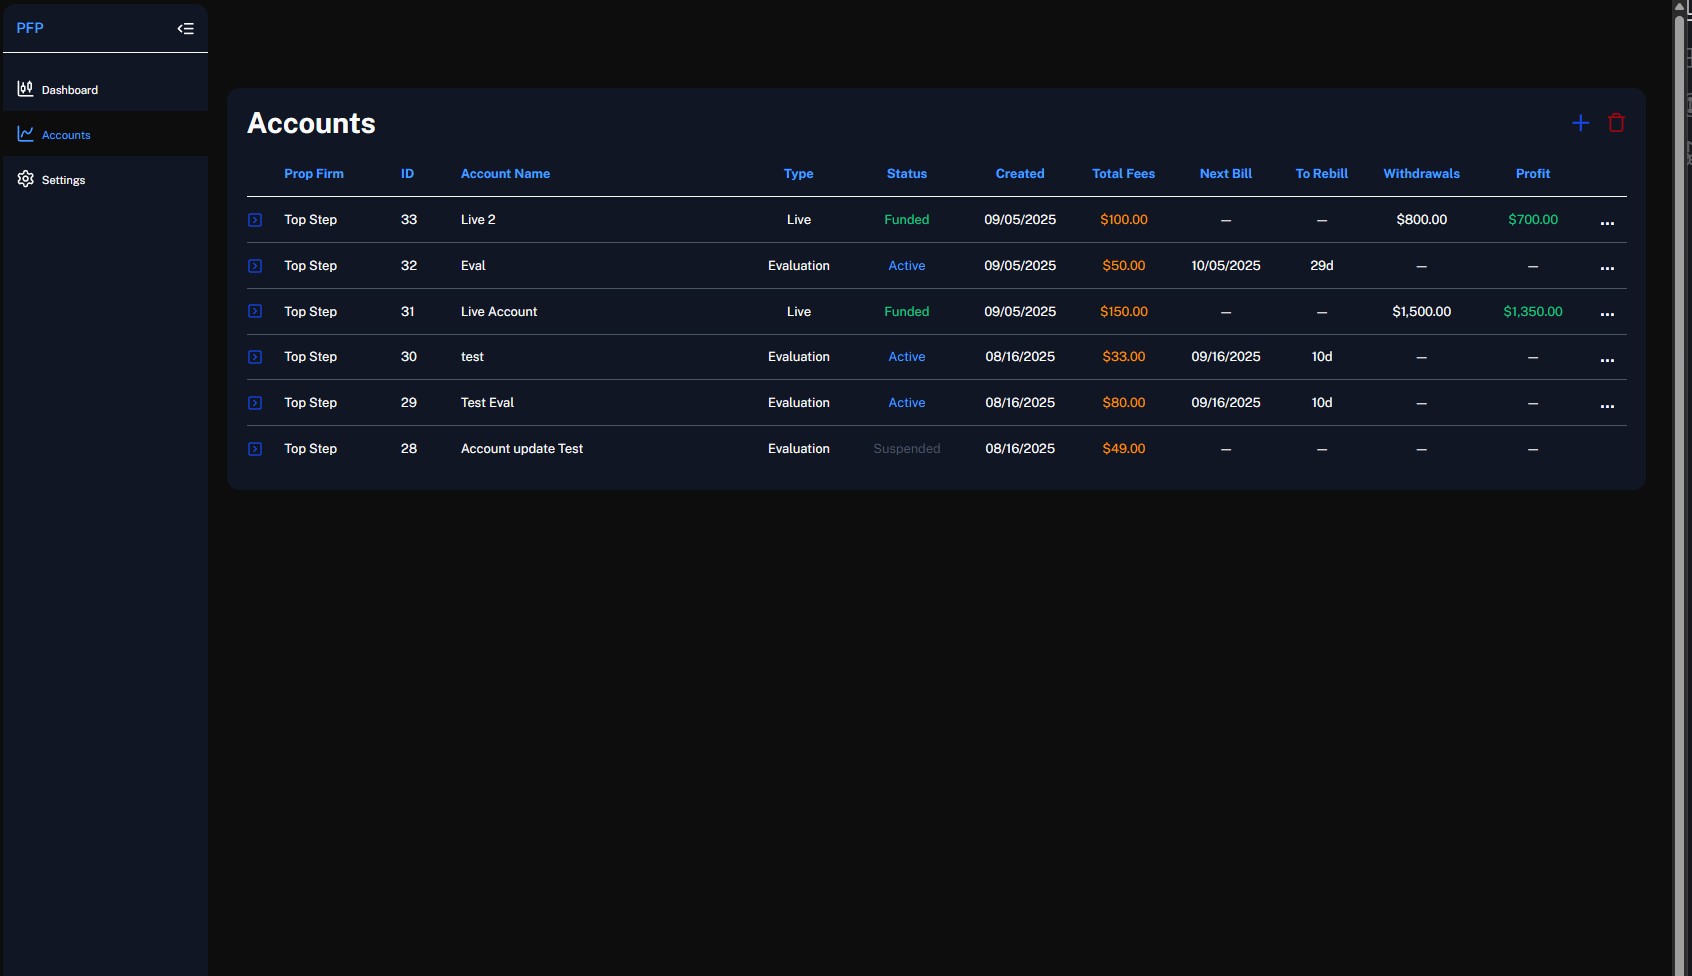 PFP
Dashboard
Accounts
Settings
Accounts
Prop Firm ID Account Name Type Status Created Total Fees Next Bill To Rebill Withdrawals Profit
Top Step 33 Live 2 Live Funded 09/05/2025 $100.00 — — $800.00 $700.00 ...
Top Step 32 Eval Evaluation Active 09/05/2025 $50.00 10/05/2025 29d — — ...
Top Step 31 Live Account Live Funded 09/05/2025 $150.00 — — $1,500.00 $1,350.00 ...
Top Step 30 test Evaluation Active 08/16/2025 $33.00 09/16/2025 10d — — ...
Top Step 29 Test Eval Evaluation Active 08/16/2025 $80.00 09/16/2025 10d — — ...
Top Step 28 Account update Test Evaluation Suspended 08/16/2025 $49.00 — — — —